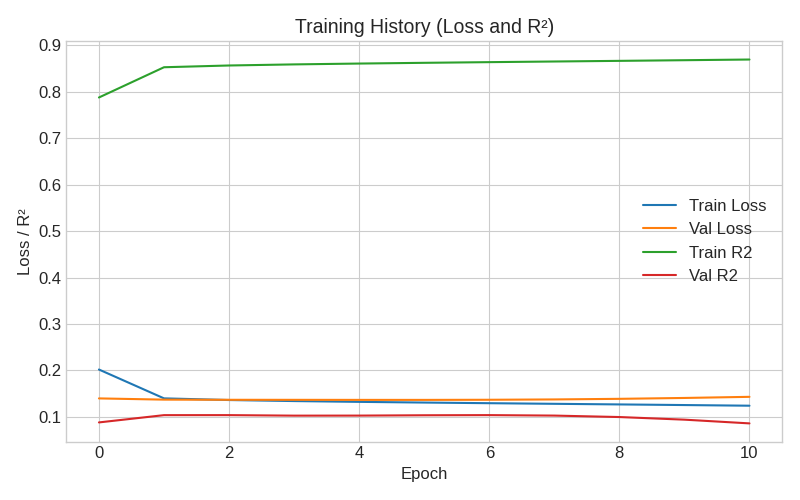 Training History (Loss and R²)
Loss / R²
0.9
0.8
0.7
0.6
0.5
0.4
0.3
0.2
0.1
Train Loss
Val Loss
Train R2
Val R2
0 2 4 6 8 10
Epoch